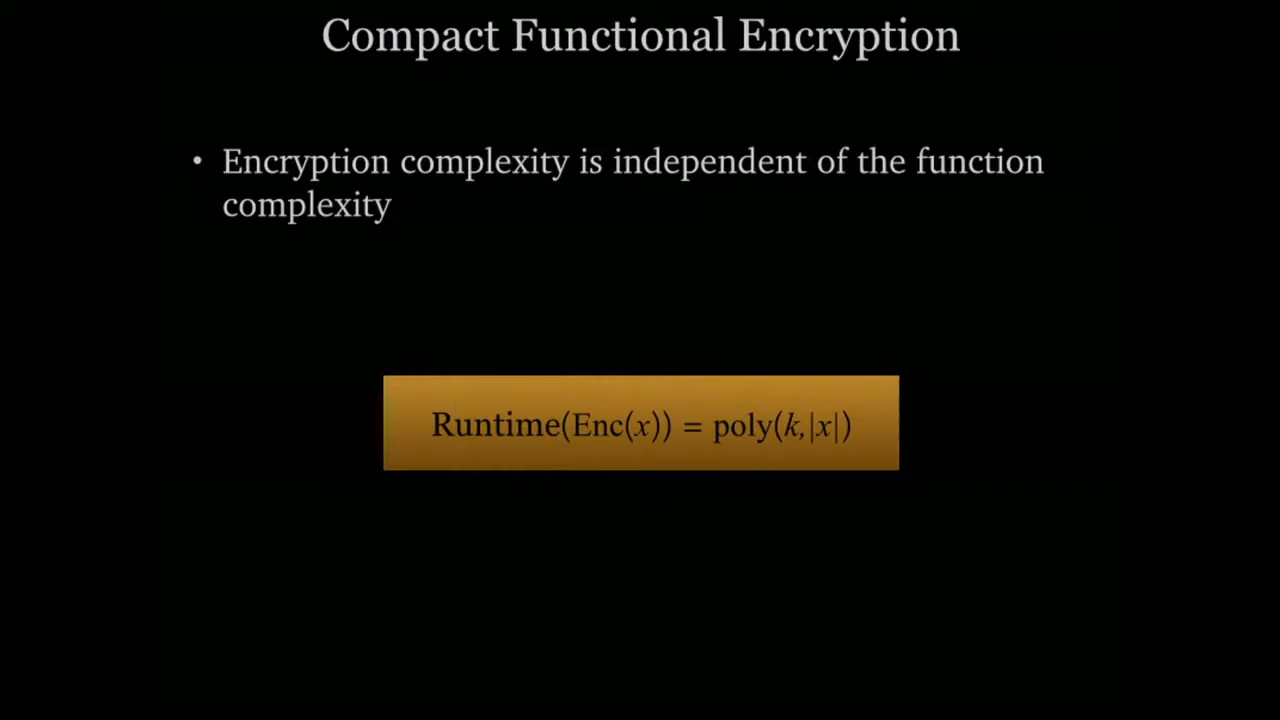 Compact Functional Encryption
• Encryption complexity is independent of the function
complexity
Runtime(Enc(x)) = poly(k,|x|)